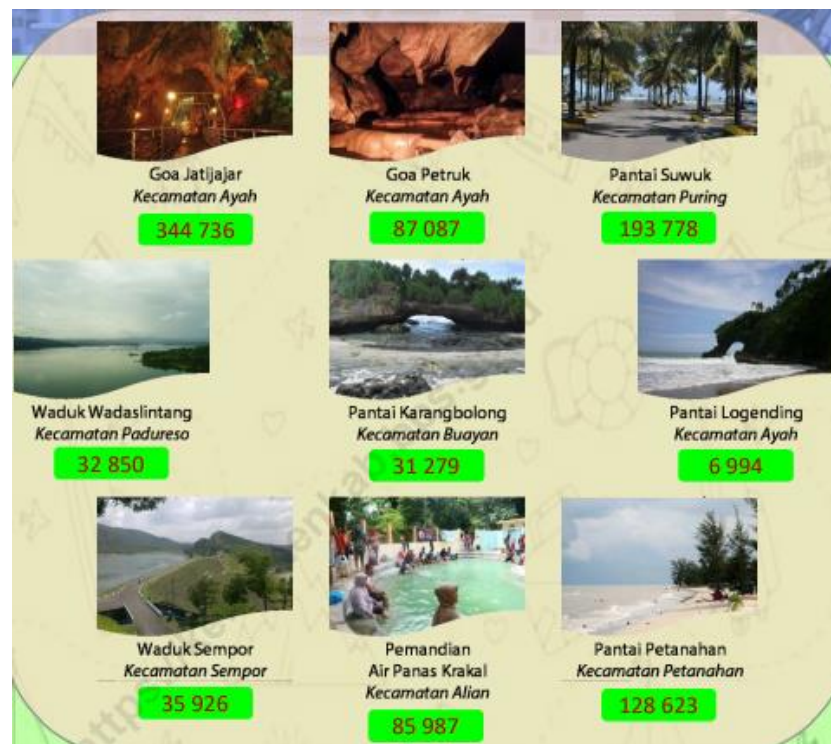 Goa Jatijajar
Kecamatan Ayah
344 736
Goa Petruk
Kecamatan Ayah
87 087
Pantai Suwuk
Kecamatan Puring
193 778
Waduk Wadaslintang
Kecamatan Padureso
32 850
Pantai Karangbolong
Kecamatan Buayan
31 279
Pantai Logending
Kecamatan Ayah
6 994
Waduk Sempor
Kecamatan Sempor
35 926
Pemandian
Air Panas Krakal
Kecamatan Alian
85 987
Pantai Petanahan
Kecamatan Petanahan
128 623